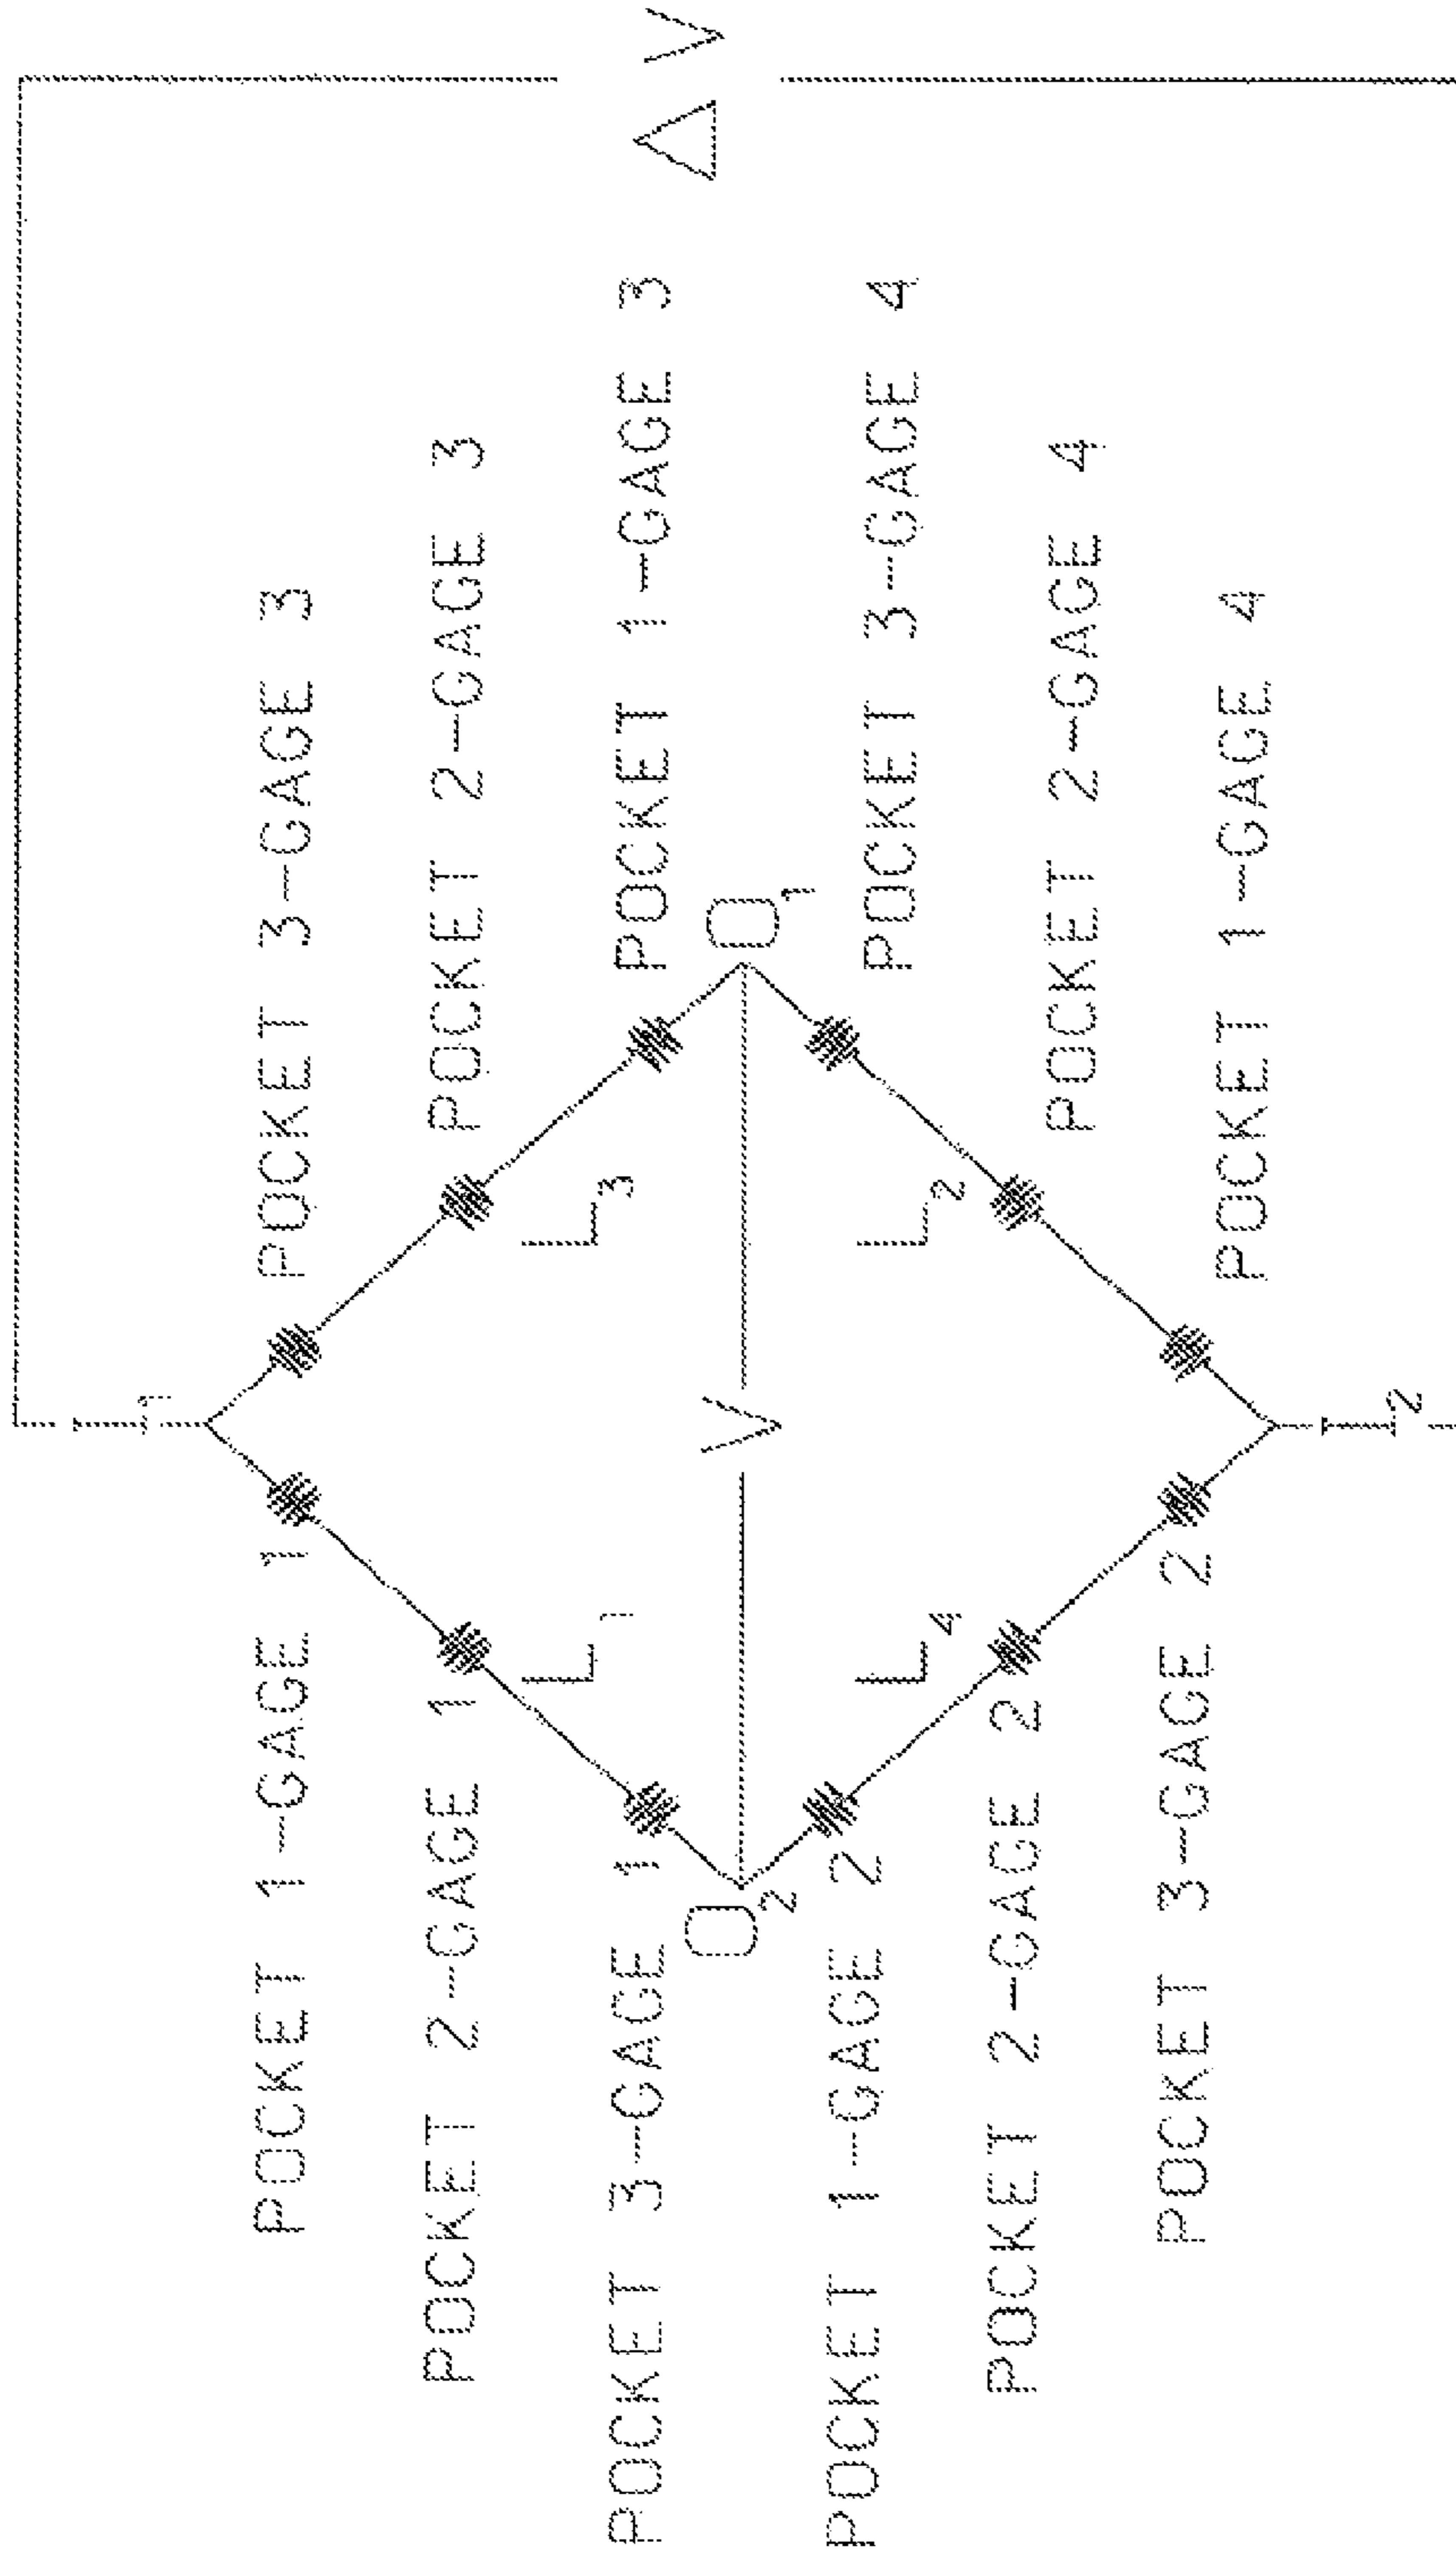 I1
POCKET 1-GAGE 1
POCKET 3-GAGE 3
POCKET 2-GAGE 1
POCKET 2-GAGE 3
L1
L3
POCKET 3-GAGE 1
POCKET 1-GAGE 3
O2
V
O1
Δ V
POCKET 1-GAGE 2
POCKET 3-GAGE 4
L4
L2
POCKET 2-GAGE 2
POCKET 2-GAGE 4
POCKET 3-GAGE 2
POCKET 1-GAGE 4
I2